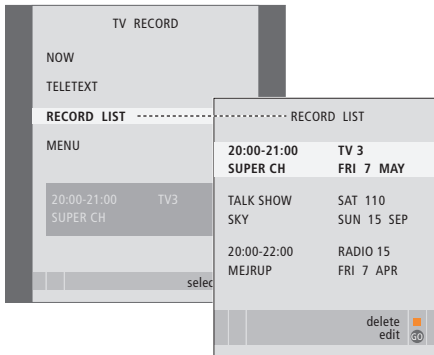 TV RECORD
NOW
TELETEXT
RECORD LIST
MENU
20:00-21:00 TV3
SUPER CH
RECORD LIST
20:00-21:00 TV 3
SUPER CH FRI 7 MAY
TALK SHOW SAT 110
SKY SUN 15 SEP
20:00-22:00 RADIO 15
MEJRUP FRI 7 APR
delete
edit GO